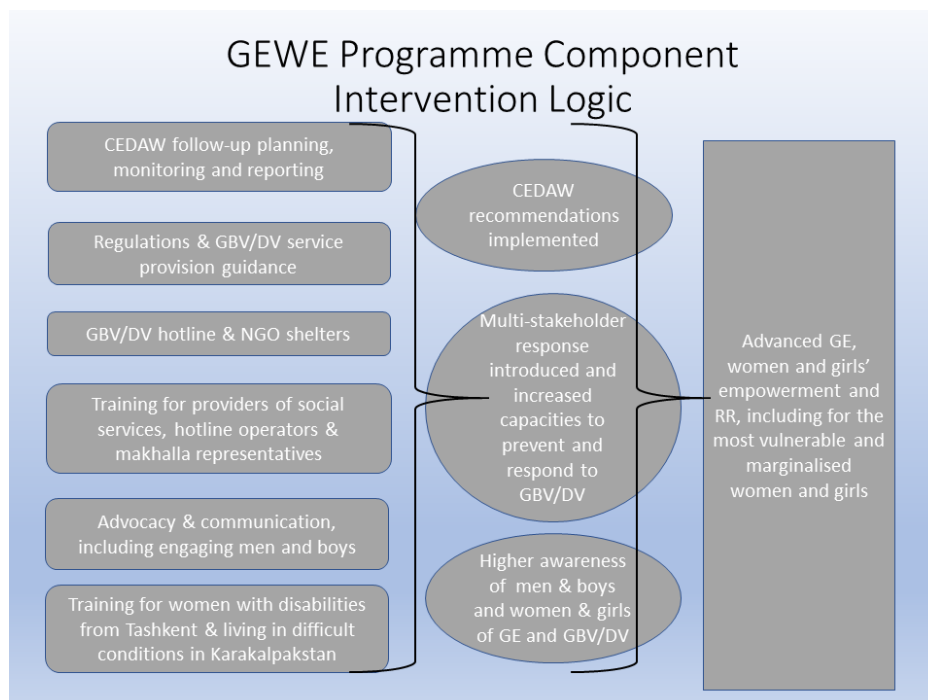 GEWE Programme Component
Intervention Logic
CEDAW follow-up planning,
monitoring and reporting
Regulations & GBV/DV service
provision guidance
GBV/DV hotline & NGO shelters
Training for providers of social
services, hotline operators &
makhalla representatives
Advocacy & communication,
including engaging men and boys
Training for women with disabilities
from Tashkent & living in difficult
conditions in Karakalpakstan
CEDAW
recommendations
implemented
Multi-stakeholder
response
introduced and
increased
capacities to
prevent and
respond to
GBV/DV
Higher awareness
of men & boys
and women & girls
of GE and GBV/DV
Advanced GE,
women and girls’
empowerment and
RR, including for the
most vulnerable and
marginalised
women and girls